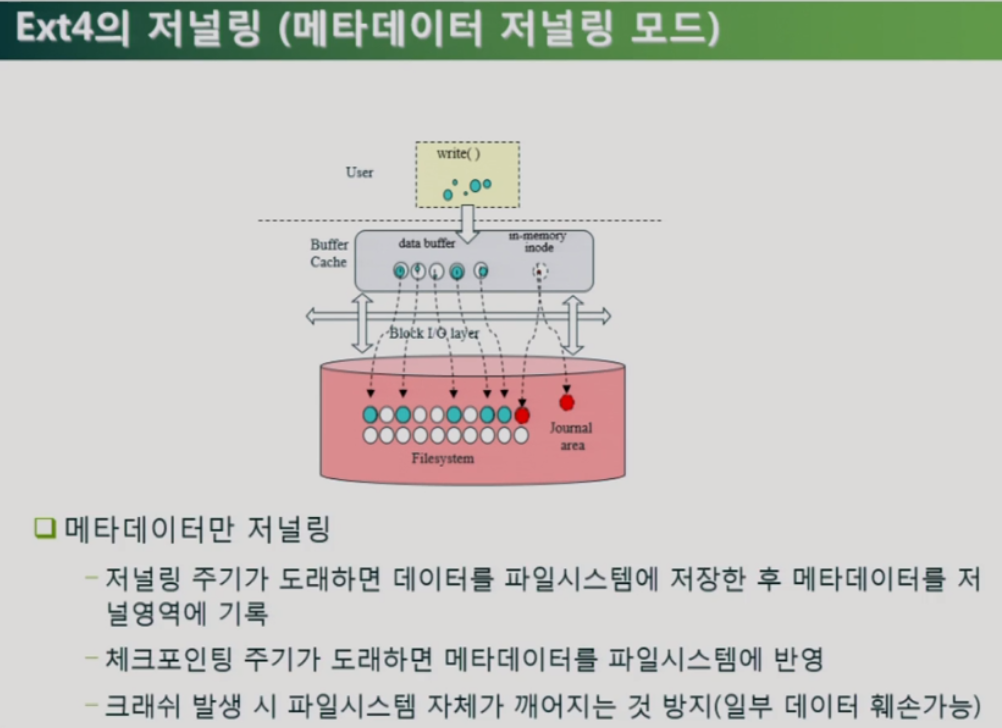 Ext4의 저널링 (메타데이터 저널링 모드)
write( )
User
Buffer
Cache
data buffer
in-memory
inode
Block I/O layer
Journal
area
Filesystem
메타데이터만 저널링
– 저널링 주기가 도래하면 데이터를 파일시스템에 저장한 후 메타데이터를 저
널영역에 기록
– 체크포인팅 주기가 도래하면 메타데이터를 파일시스템에 반영
– 크래쉬 발생 시 파일시스템 자체가 깨어지는 것 방지(일부 데이터 훼손가능)